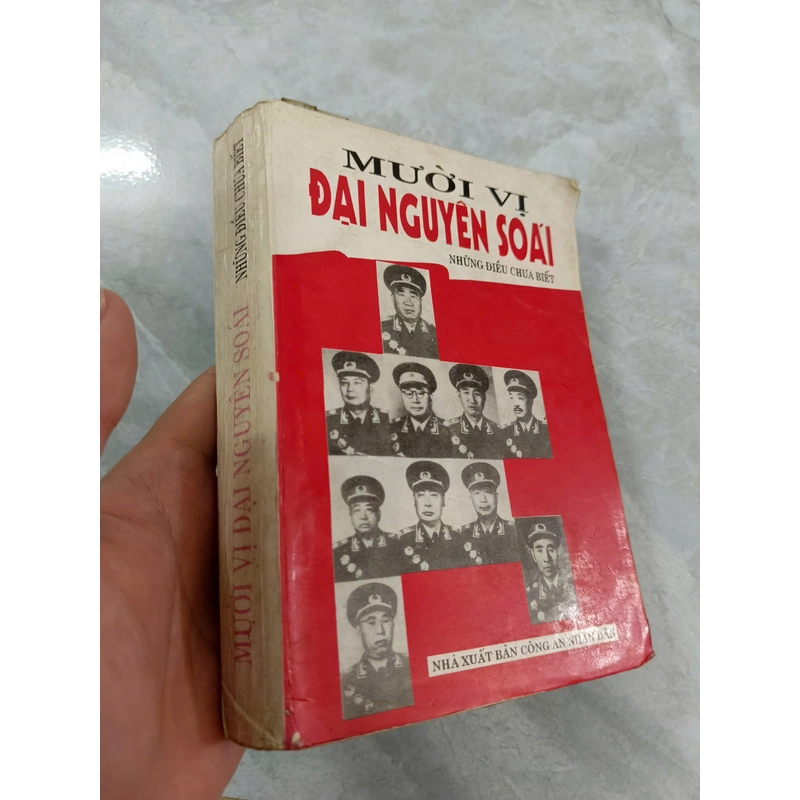 MƯỜI VỊ
ĐẠI NGUYÊN SOÁI
NHỮNG ĐIỀU CHƯA BIẾT
NHÀ XUẤT BẢN CÔNG AN NHÂN DÂN
MƯỜI VỊ ĐẠI NGUYÊN SOÁI NHỮNG ĐIỀU CHƯA BIẾT